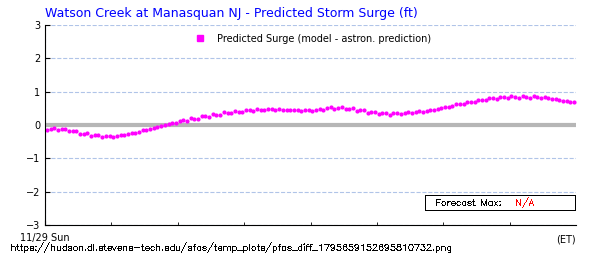 Watson Creek at Manasquan NJ - Predicted Storm Surge (ft)
3
Predicted Surge (model - astron. prediction)
2
1
0
−1
−2
Forecast Max: N/A
−3
11/29 Sun
(ET)
https://hudson.dl.stevens-tech.edu/sfas/temp_plots/pfas_diff_1795659152695810732.png